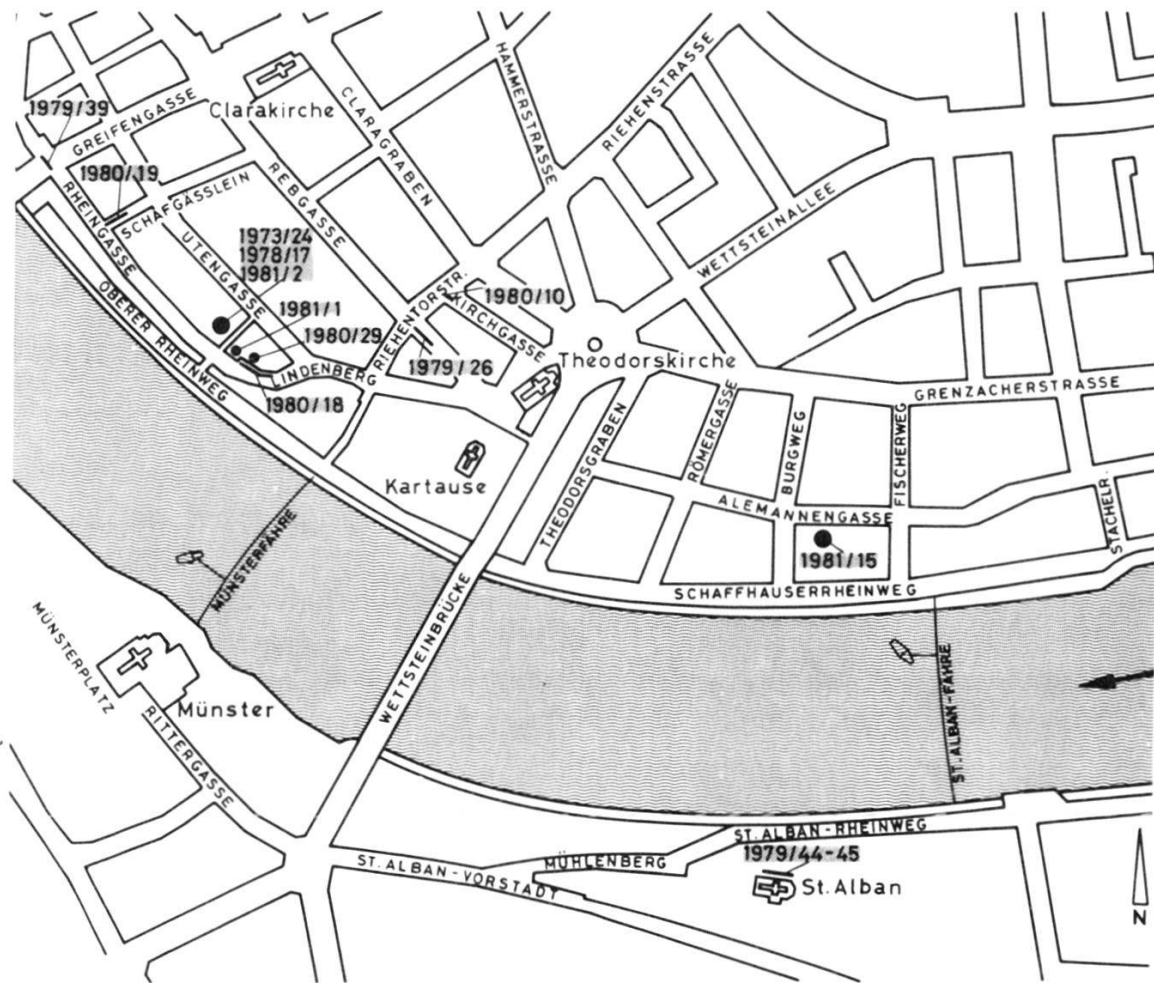 HAMMERSTRASSE
RIEHENSTRASSE
1979/39
GREIFENGASSE
Clarakirche
CLARAGRABEN
1980/19
RHEINGASSE
SCHAFGÄSSLEIN
REBGASSE
UTENGASSE
1973/24
1978/17
1981/2
WETTSTEINALLEE
OBERER RHEINWEG
1981/1
1980/29
RIEHENTORSTR.
KIRCHGASSE
1980/10
LINDENBERG
1979/26
1980/18
Theodorskirche
GRENZACHERSTRASSE
Kartause
THEODORSGRABEN
RÖMERGASSE
BURGWEG
FISCHERWEG
ALEMANNENGASSE
STACHELR.
1981/15
SCHAFFHAUSERRHEINWEG
MÜNSTERFÄHRE
WETTSTEINBRÜCKE
MÜNSTERPLATZ
Münster
RITTERGASSE
ST.ALBAN-FÄHRE
ST.ALBAN-RHEINWEG
1979/44-45
MÜHLENBERG
ST.ALBAN-VORSTADT
St.Alban
N